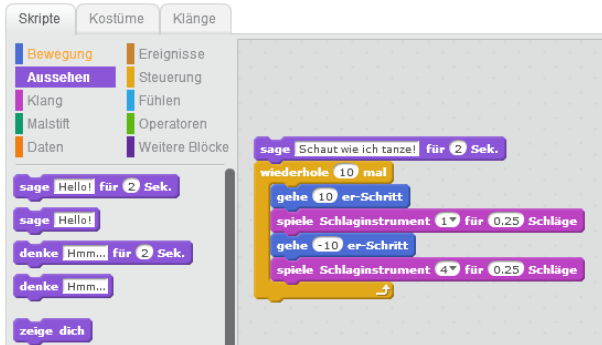 Skripte Kostüme Klänge
Bewegung Ereignisse
Aussehen Steuerung
Klang Fühlen
Malstift Operatoren
Daten Weitere Blöcke
sage Hello! für 2 Sek.
sage Hello!
denke Hmm... für 2 Sek.
denke Hmm...
zeige dich
sage Schaut wie ich tanze! für 2 Sek.
wiederhole 10 mal
gehe 10 er-Schritt
spiele Schlaginstrument 1 für 0.25 Schläge
gehe -10 er-Schritt
spiele Schlaginstrument 4 für 0.25 Schläge